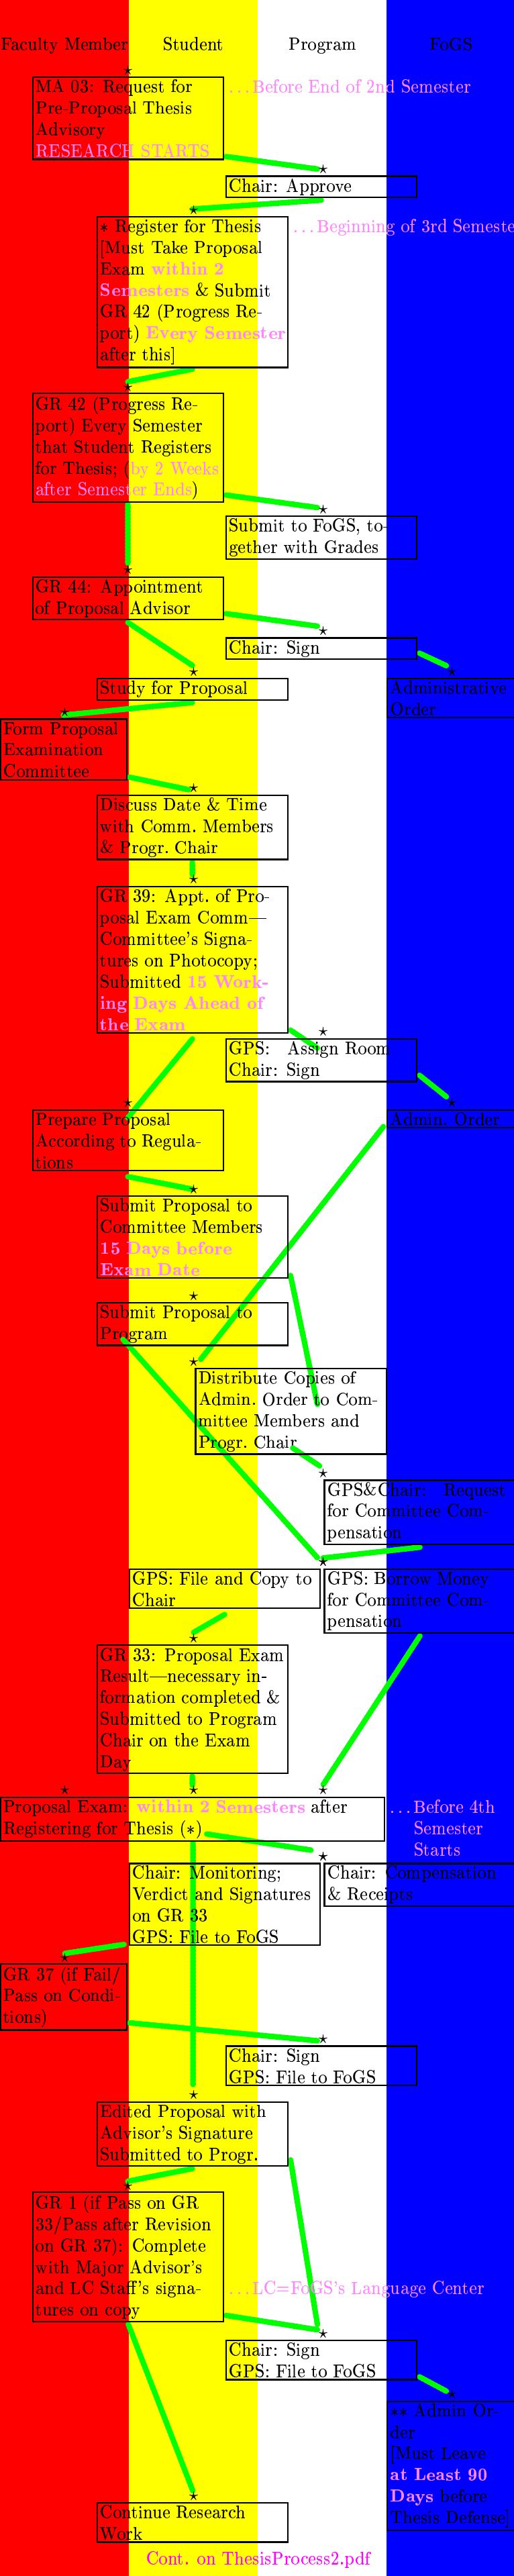 Faculty Member Student Program FoGS
MA 03: Request for
Pre-Proposal Thesis
Advisory
RESEARCH STARTS
...Before End of 2nd Semester
Chair: Approve
* Register for Thesis
[Must Take Proposal
Exam within 2
Semesters & Submit
GR 42 (Progress Re-
port) Every Semester
after this]
...Beginning of 3rd Semeste
GR 42 (Progress Re-
port) Every Semester
that Student Registers
for Thesis; (by 2 Weeks
after Semester Ends)
Submit to FoGS, to-
gether with Grades
GR 44: Appointment
of Proposal Advisor
Chair: Sign
Study for Proposal
Administrative
Order
Form Proposal
Examination
Committee
Discuss Date & Time
with Comm. Members
& Progr. Chair
GR 39: Appt. of Pro-
posal Exam Comm—
Committee's Signa-
tures on Photocopy;
Submitted 15 Work-
ing Days Ahead of
the Exam
GPS: Assign Room
Chair: Sign
Prepare Proposal
According to Regula-
tions
Admin. Order
Submit Proposal to
Committee Members
15 Days before
Exam Date
Submit Proposal to
Program
Distribute Copies of
Admin. Order to Com-
mittee Members and
Progr. Chair
GPS&Chair: Request
for Committee Com-
pensation
GPS: File and Copy to
Chair
GPS: Borrow Money
for Committee Com-
pensation
GR 33: Proposal Exam
Result—necessary in-
formation completed &
Submitted to Program
Chair on the Exam
Day
Proposal Exam: within 2 Semesters after
Registering for Thesis (*)
...Before 4th
Semester
Starts
Chair: Monitoring;
Verdict and Signatures
on GR 33
GPS: File to FoGS
Chair: Compensation
& Receipts
GR 37 (if Fail/
Pass on Condi-
tions)
Chair: Sign
GPS: File to FoGS
Edited Proposal with
Advisor's Signature
Submitted to Progr.
GR 1 (if Pass on GR
33/Pass after Revision
on GR 37): Complete
with Major Advisor's
and LC Staff's signa-
tures on copy
...LC=FoGS's Language Center
Chair: Sign
GPS: File to FoGS
** Admin Or-
der
[Must Leave
at Least 90
Days before
Thesis Defense]
Continue Research
Work
Cont. on ThesisProcess2.pdf